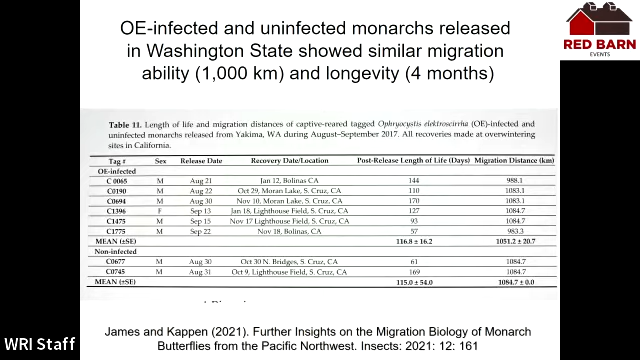 OE-infected and uninfected monarchs released
in Washington State showed similar migration
ability (1,000 km) and longevity (4 months)
RED BARN
EVENTS
Table 11. Length of life and migration distances of captive-reared tagged Ophryocystis elektroscirrha (OE)-infected and
uninfected monarchs released from Yakima, WA during August–September 2017. All recoveries made at overwintering
sites in California.
Tag # Sex Release Date Recovery Date/Location Post-Release Length of Life (Days) Migration Distance (km)
OE-infected
C 0065 M Aug 21 Jan 12, Bolinas CA 144 988.1
C0190 M Aug 22 Oct 29, Moran Lake, S. Cruz, CA 110 1083.1
C0694 M Aug 30 Nov 10, Moran Lake, S. Cruz, CA 170 1083.1
C1396 F Sep 13 Jan 18, Lighthouse Field, S. Cruz, CA 127 1084.7
C1475 M Sep 15 Nov 17 Lighthouse Field, S. Cruz, CA 93 1084.7
C1775 M Sep 22 Nov 18, Bolinas, CA 57 983.3
MEAN (±SE) 116.8 ± 16.2 1051.2 ± 20.7
Non-infected
C0677 M Aug 30 Oct 30 N. Bridges, S. Cruz, CA 61 1084.7
C0745 M Aug 31 Oct 9, Lighthouse Field, S. Cruz, CA 169 1084.7
MEAN (±SE) 115.0 ± 54.0 1084.7 ± 0.0
James and Kappen (2021). Further Insights on the Migration Biology of Monarch
Butterflies from the Pacific Northwest. Insects: 2021: 12: 161
WRI Staff